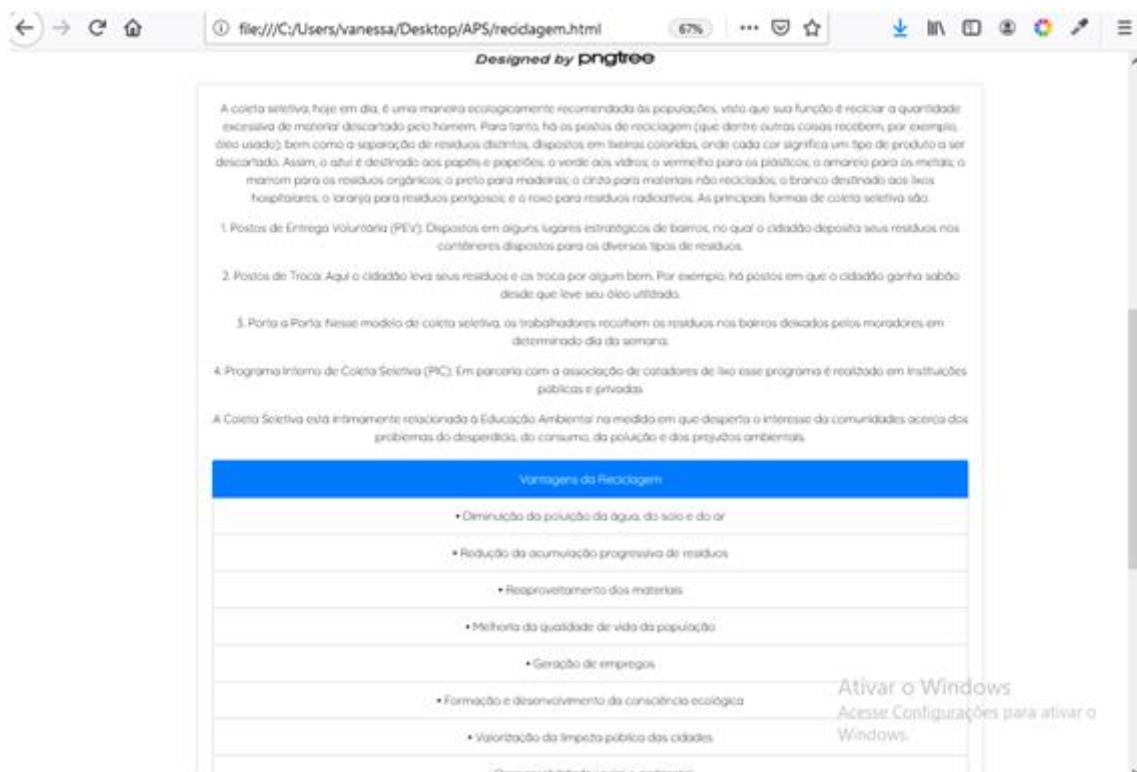 file:///C:/Users/vanessa/Desktop/APS/reciclagem.html 67%
Designed by pngtree
A coleta seletiva, hoje em dia, é uma maneira ecologicamente recomendada às populações, visto que sua função é reciclar a quantidade
excessiva de material descartado pelo homem. Para tanto, há os postos de reciclagem (que dentre outras coisas recebem, por exemplo,
óleo usado); bem como a separação de resíduos distintos, dispostos em lixeiras coloridas, onde cada cor significa um tipo de produto a ser
descartado. Assim, o azul é destinado aos papéis e papelões; o verde aos vidros; o vermelho para os plásticos; o amarelo para os metais; o
marrom para os resíduos orgânicos; o preto para madeiras; o cinza para materiais não reciclados; o branco destinado aos lixos
hospitalares; o laranja para resíduos perigosos; e o roxo para resíduos radioativos. As principais formas de coleta seletiva são:
1. Postos de Entrega Voluntária (PEV): Dispostos em alguns lugares estratégicos de bairros, no qual o cidadão deposita seus resíduos nos
contêineres dispostos para os diversos tipos de resíduos.
2. Postos de Troca: Aqui o cidadão leva seus resíduos e os troca por algum bem. Por exemplo, há postos em que o cidadão ganha sabão
desde que leve seu óleo utilizado.
3. Porta a Porta: Nesse modelo de coleta seletiva, os trabalhadores recolhem os resíduos nos bairros deixados pelos moradores em
determinado dia da semana.
4. Programa Interno de Coleta Seletiva (PIC): Em parceria com a associação de catadores de lixo esse programa é realizado em Instituições
públicas e privadas
A Coleta Seletiva está intimamente relacionada à Educação Ambiental na medida em que desperta o interesse da comunidades acerca dos
problemas do desperdício, do consumo, da poluição e dos prejuízos ambientais.
Vantagens da Reciclagem
• Diminuição da poluição da água, do solo e do ar
• Redução da acumulação progressiva de resíduos
• Reaproveitamento dos materiais
• Melhoria da qualidade de vida da população
• Geração de empregos
• Formação e desenvolvimento da consciência ecológica
• Valorização da limpeza pública das cidades
Ativar o Windows
Acesse Configurações para ativar o
Windows.